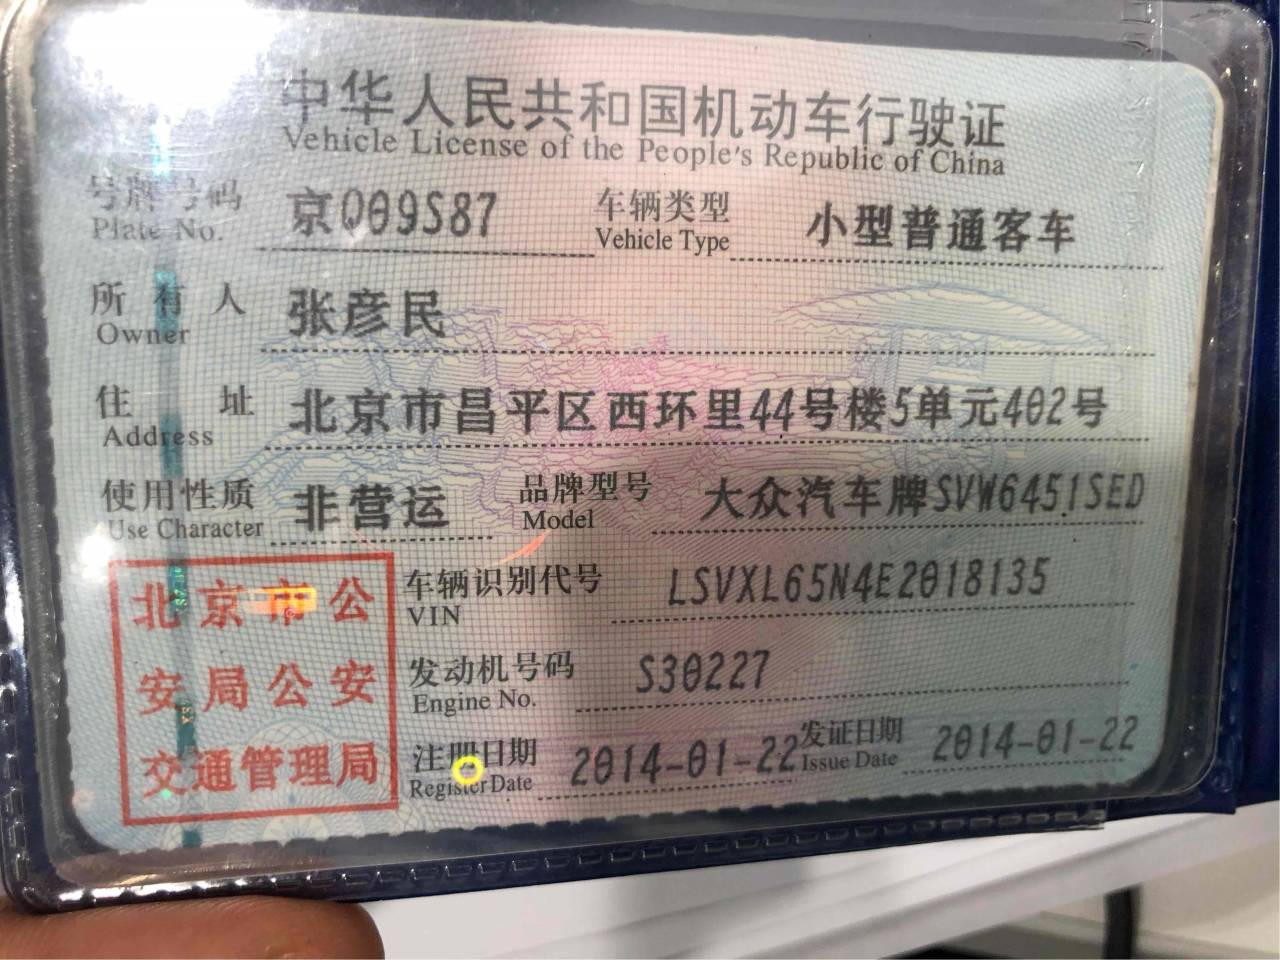 中华人民共和国机动车行驶证
Vehicle License of the People's Republic of China
号牌号码 京Q09S87 车辆类型 小型普通客车
Plate No. Vehicle Type
所有人 张彦民
Owner
住址 北京市昌平区西环里44号楼5单元402号
Address
使用性质 非营运 品牌型号 大众汽车牌SVW6451SED
Use Character Model
北京市公 车辆识别代号 LSVXL65N4E2018135
VIN
安局公安 发动机号码 S30227
Engine No.
交通管理局 注册日期 2014-01-22 发证日期 2014-01-22
Register Date Issue Date